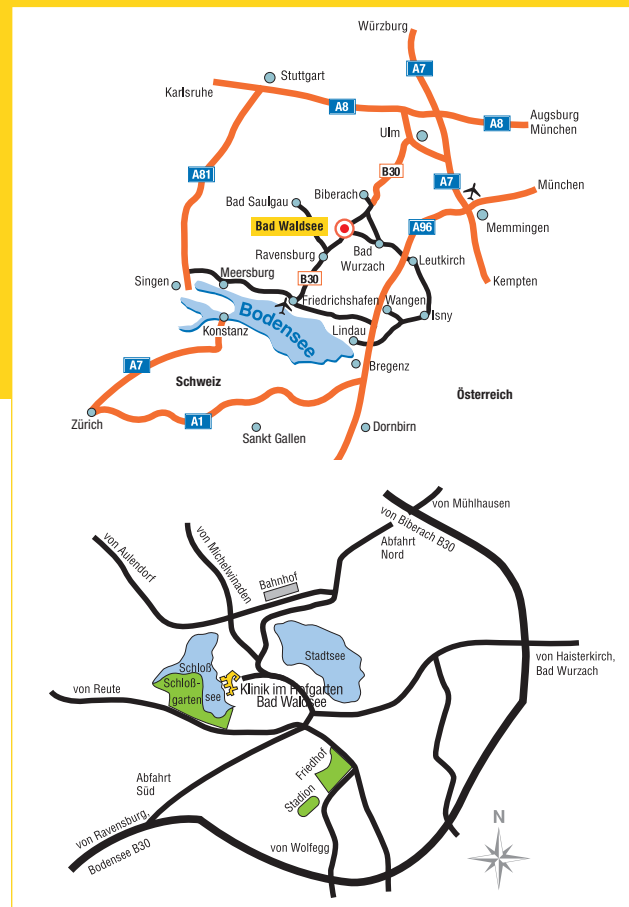 Würzburg
A7
Stuttgart
Karlsruhe
A8
Augsburg
München
A8
Ulm
A81
B30
A7
München
Biberach
Bad Saulgau
Bad Waldsee
A96
Memmingen
Ravensburg
Bad
Wurzach
Leutkirch
Singen
Meersburg
B30
Kempten
Friedrichshafen
Wangen
Isny
Bodensee
Konstanz
Lindau
Bregenz
A7
Schweiz
Österreich
Zürich
A1
Sankt Gallen
Dornbirn
von Mühlhausen
von Biberach B30
von Aulendorf
von Michelwinaden
Abfahrt
Nord
Bahnhof
Stadtsee
von Haisterkirch,
Bad Wurzach
Schloß
see
Schloß-
garten
Klinik im Hofgarten
Bad Waldsee
von Reute
Friedhof
Abfahrt
Süd
Stadion
von Ravensburg,
Bodensee B30
von Wolfegg
N